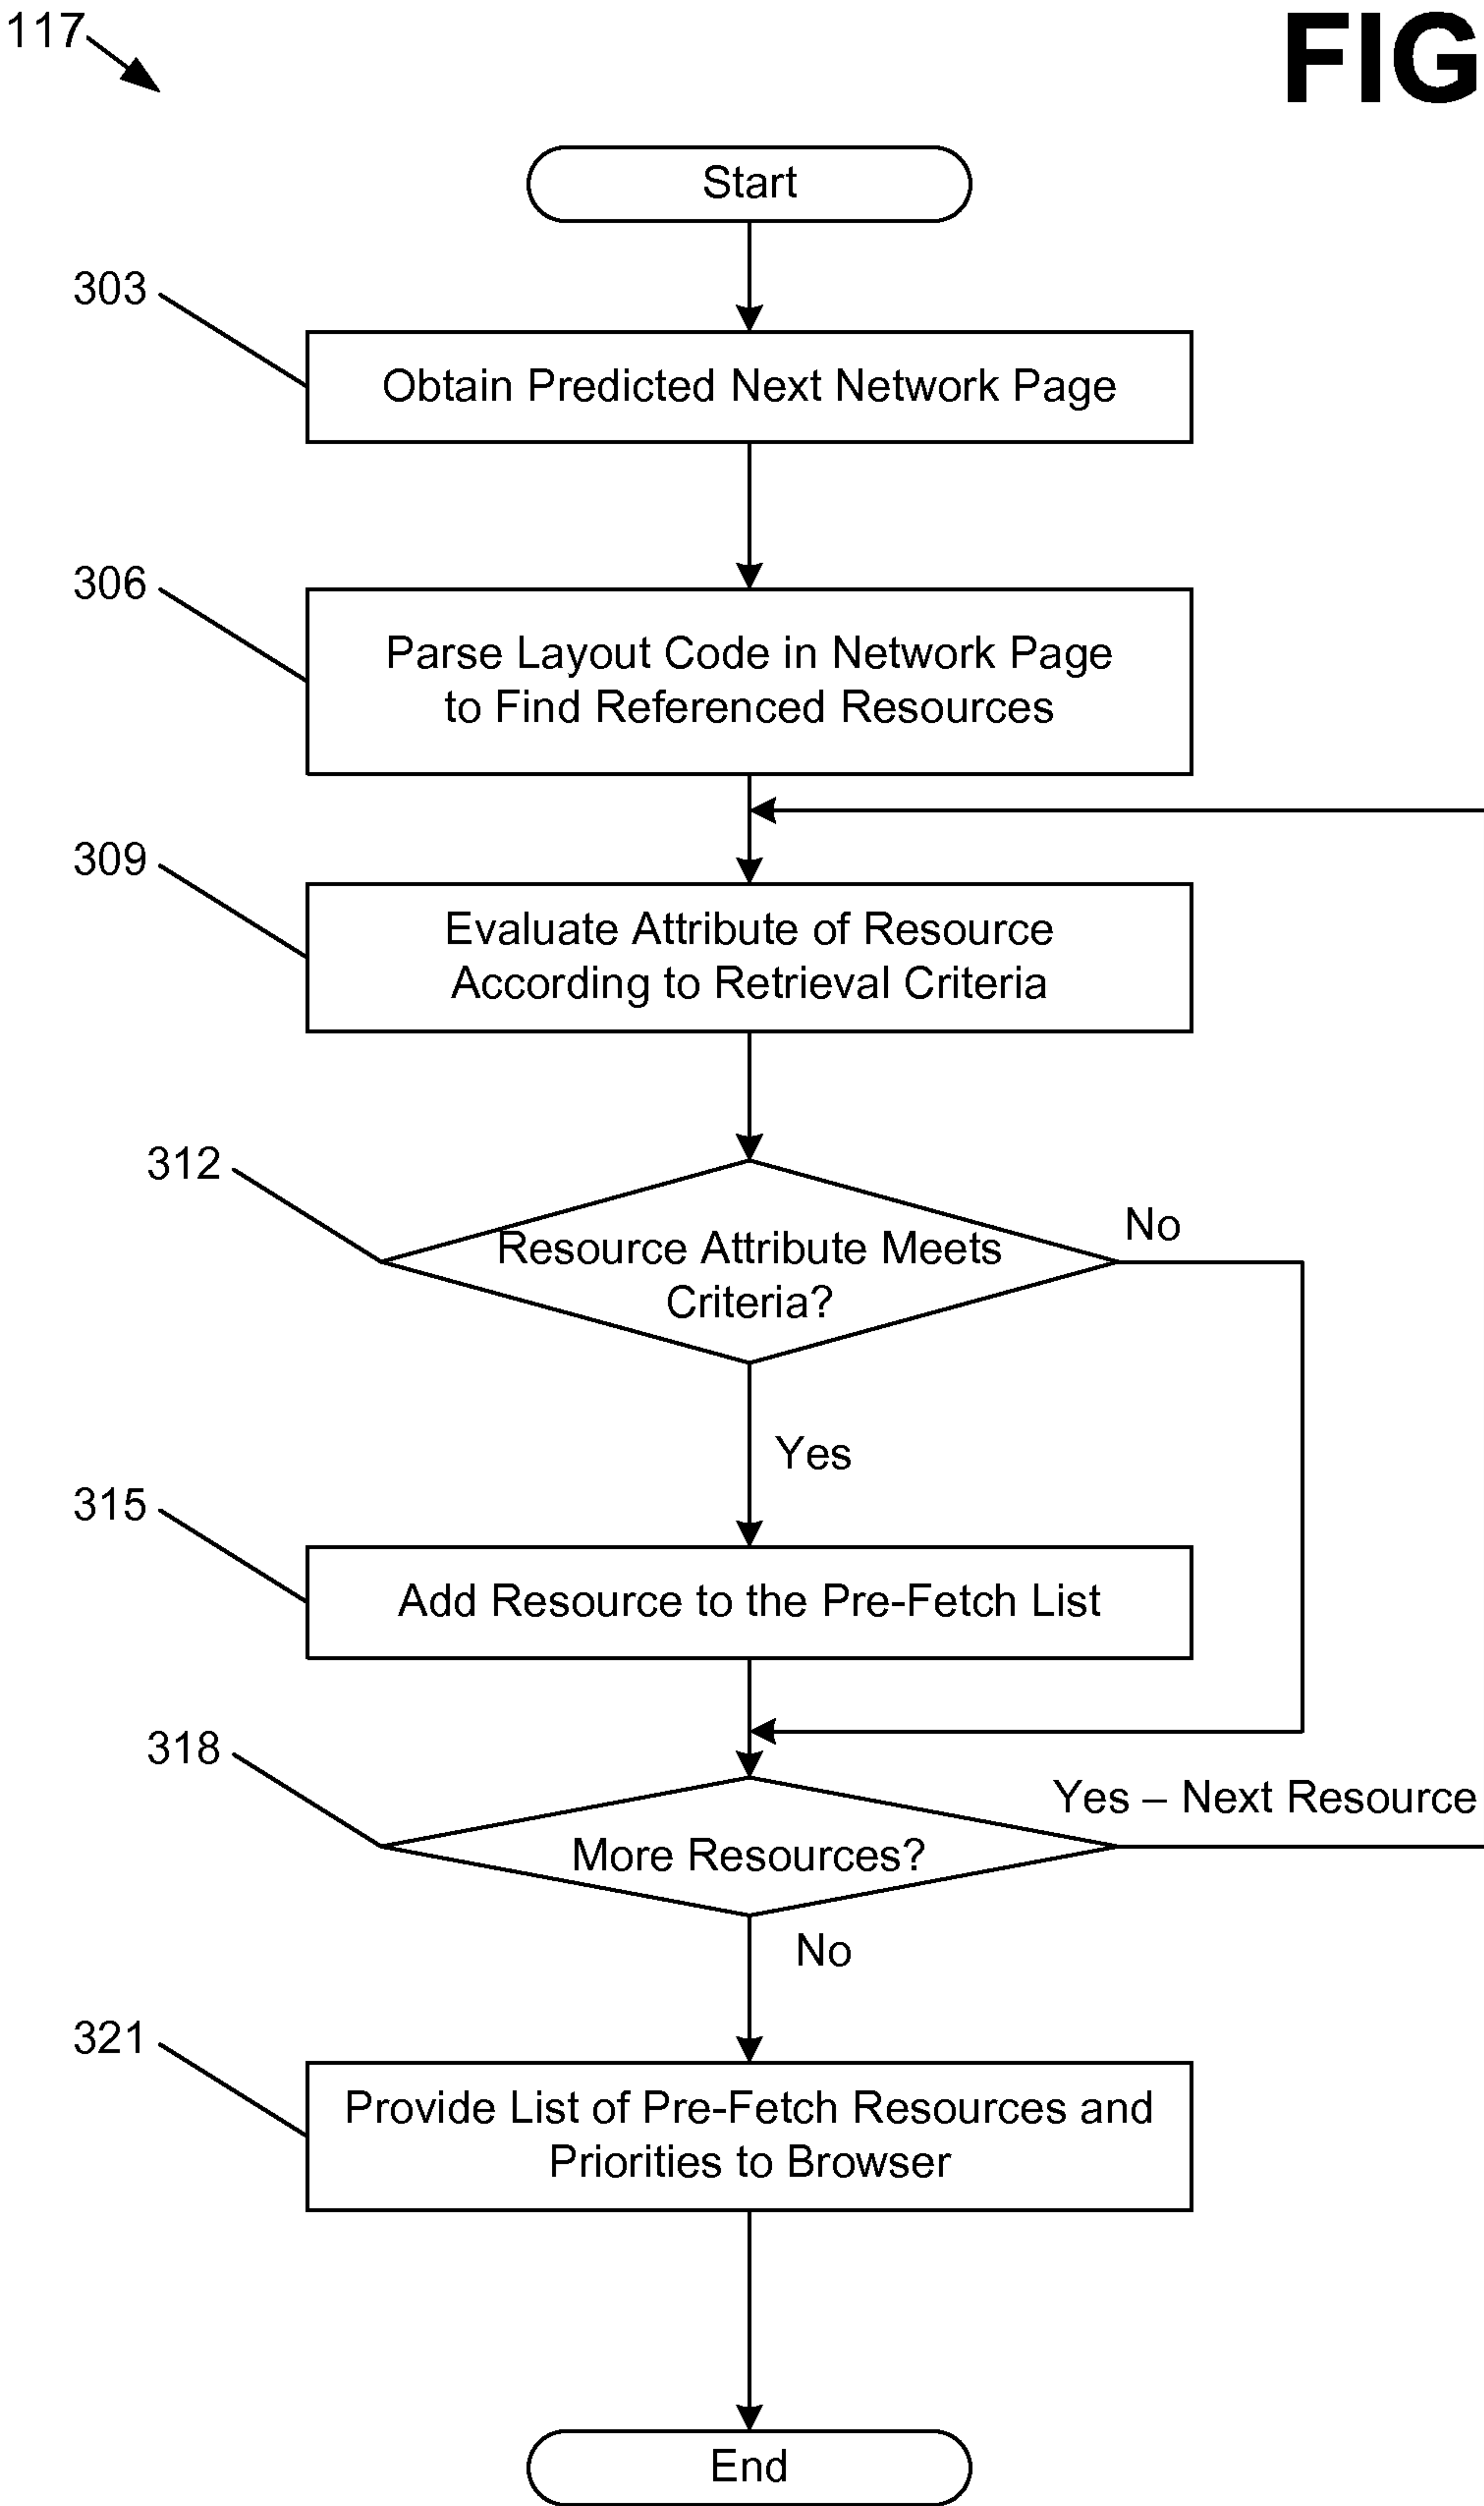 117
FIG
Start
303
Obtain Predicted Next Network Page
306
Parse Layout Code in Network Page
to Find Referenced Resources
309
Evaluate Attribute of Resource
According to Retrieval Criteria
312
Resource Attribute Meets
Criteria?
No
Yes
315
Add Resource to the Pre-Fetch List
318
More Resources?
Yes – Next Resource
No
321
Provide List of Pre-Fetch Resources and
Priorities to Browser
End